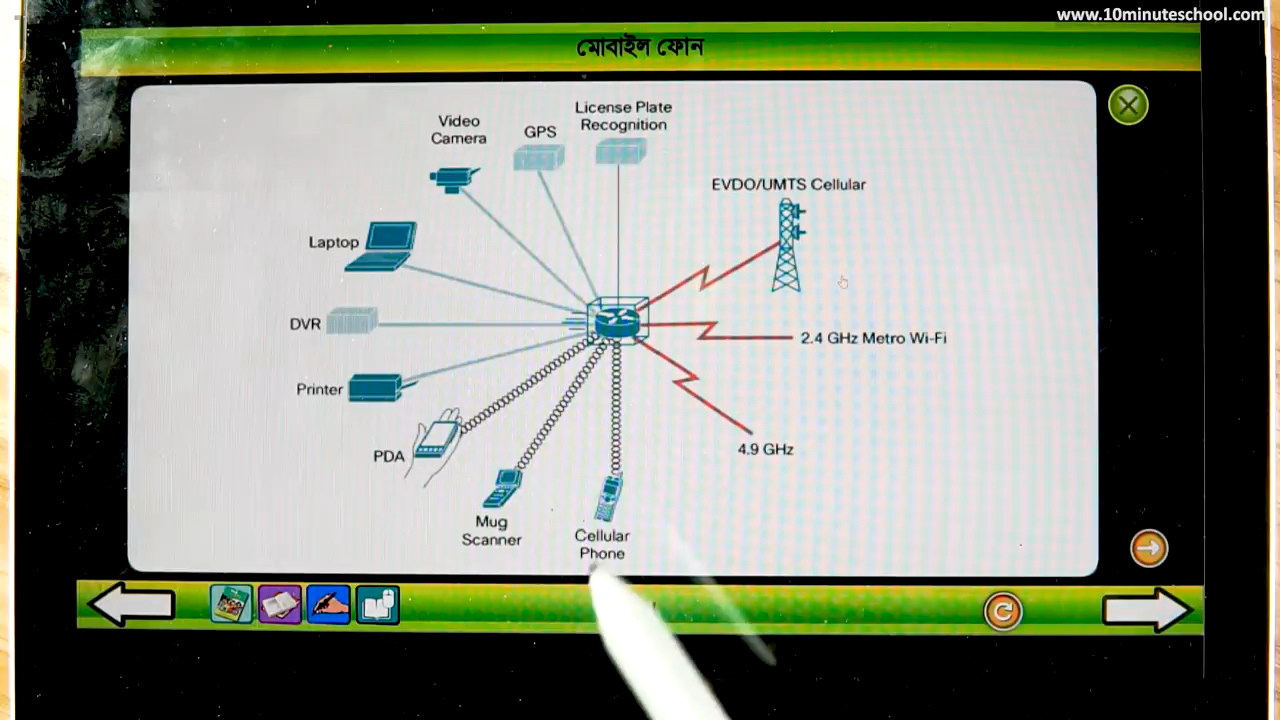 www.10minuteschool.com
মোবাইল ফোন
License Plate
Recognition
Video
Camera
GPS
EVDO/UMTS Cellular
Laptop
DVR
2.4 GHz Metro Wi-Fi
Printer
PDA
4.9 GHz
Mug
Scanner
Cellular
Phone